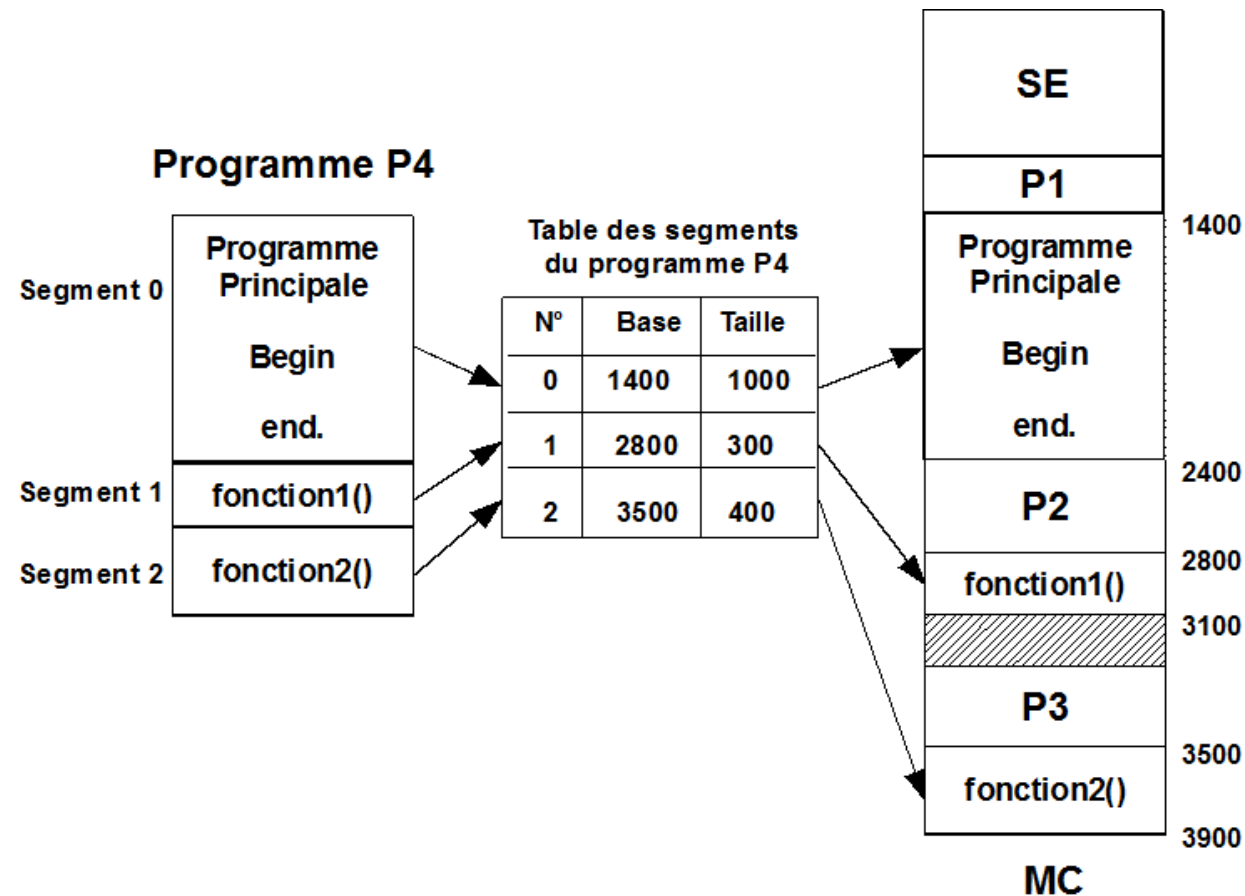 Programme P4
Segment 0
Programme
Principale
Begin
end.
Segment 1
fonction1()
Segment 2
fonction2()
Table des segments
du programme P4
N° Base Taille
0 1400 1000
1 2800 300
2 3500 400
SE
P1
1400
Programme
Principale
Begin
end.
2400
P2
2800
fonction1()
3100
P3
3500
fonction2()
3900
MC